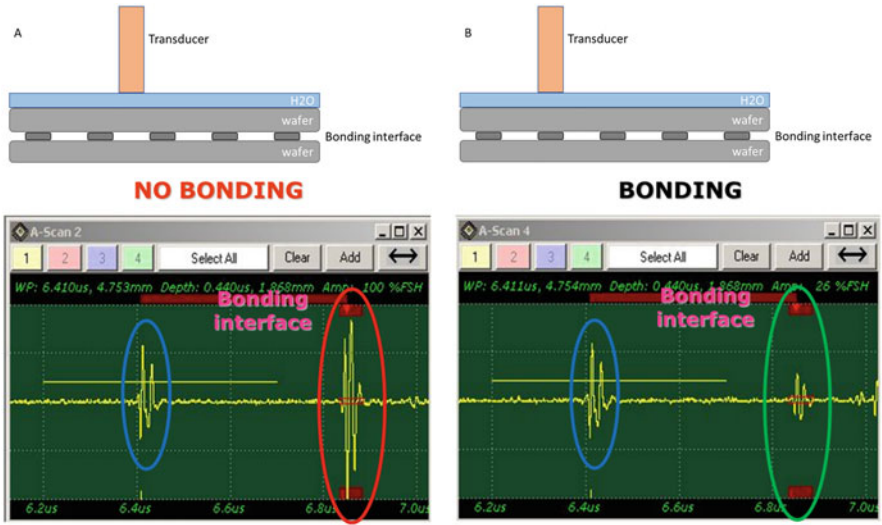 A
Transducer
H2O
wafer
Bonding interface
wafer
NO BONDING
A-Scan 2
1 2 3 4 Select All Clear Add
WP: 6.410us, 4.753mm Depth: 0.440us, 1.868mm Amp: 100 %FSH
Bonding
interface
6.2us 6.4us 6.6us 6.8us 7.0us
B
Transducer
H2O
wafer
Bonding interface
wafer
BONDING
A-Scan 4
1 2 3 4 Select All Clear Add
WP: 6.411us, 4.754mm Depth: 0.440us, 1.868mm Amp: 26 %FSH
Bonding
interface
6.2us 6.4us 6.6us 6.8us 7.0us